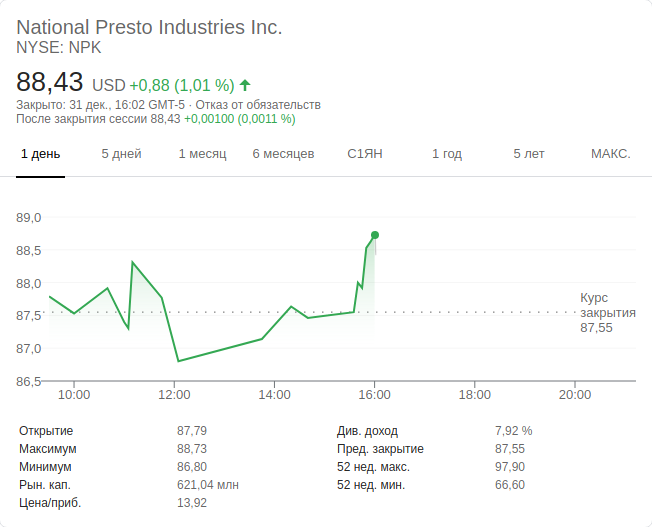 National Presto Industries Inc.
NYSE: NPK
88,43 USD +0,88 (1,01 %)
Закрыто: 31 дек., 16:02 GMT-5 · Отказ от обязательств
После закрытия сессии 88,43 +0,00100 (0,0011 %)
1 день 5 дней 1 месяц 6 месяцев С1ЯН 1 год 5 лет МАКС.
89,0
88,5
88,0
87,5
87,0
86,5
Курс
закрытия
87,55
10:00 12:00 14:00 16:00 18:00 20:00
Открытие 87,79 Див. доход 7,92 %
Максимум 88,73 Пред. закрытие 87,55
Минимум 86,80 52 нед. макс. 97,90
Рын. кап. 621,04 млн 52 нед. мин. 66,60
Цена/приб. 13,92